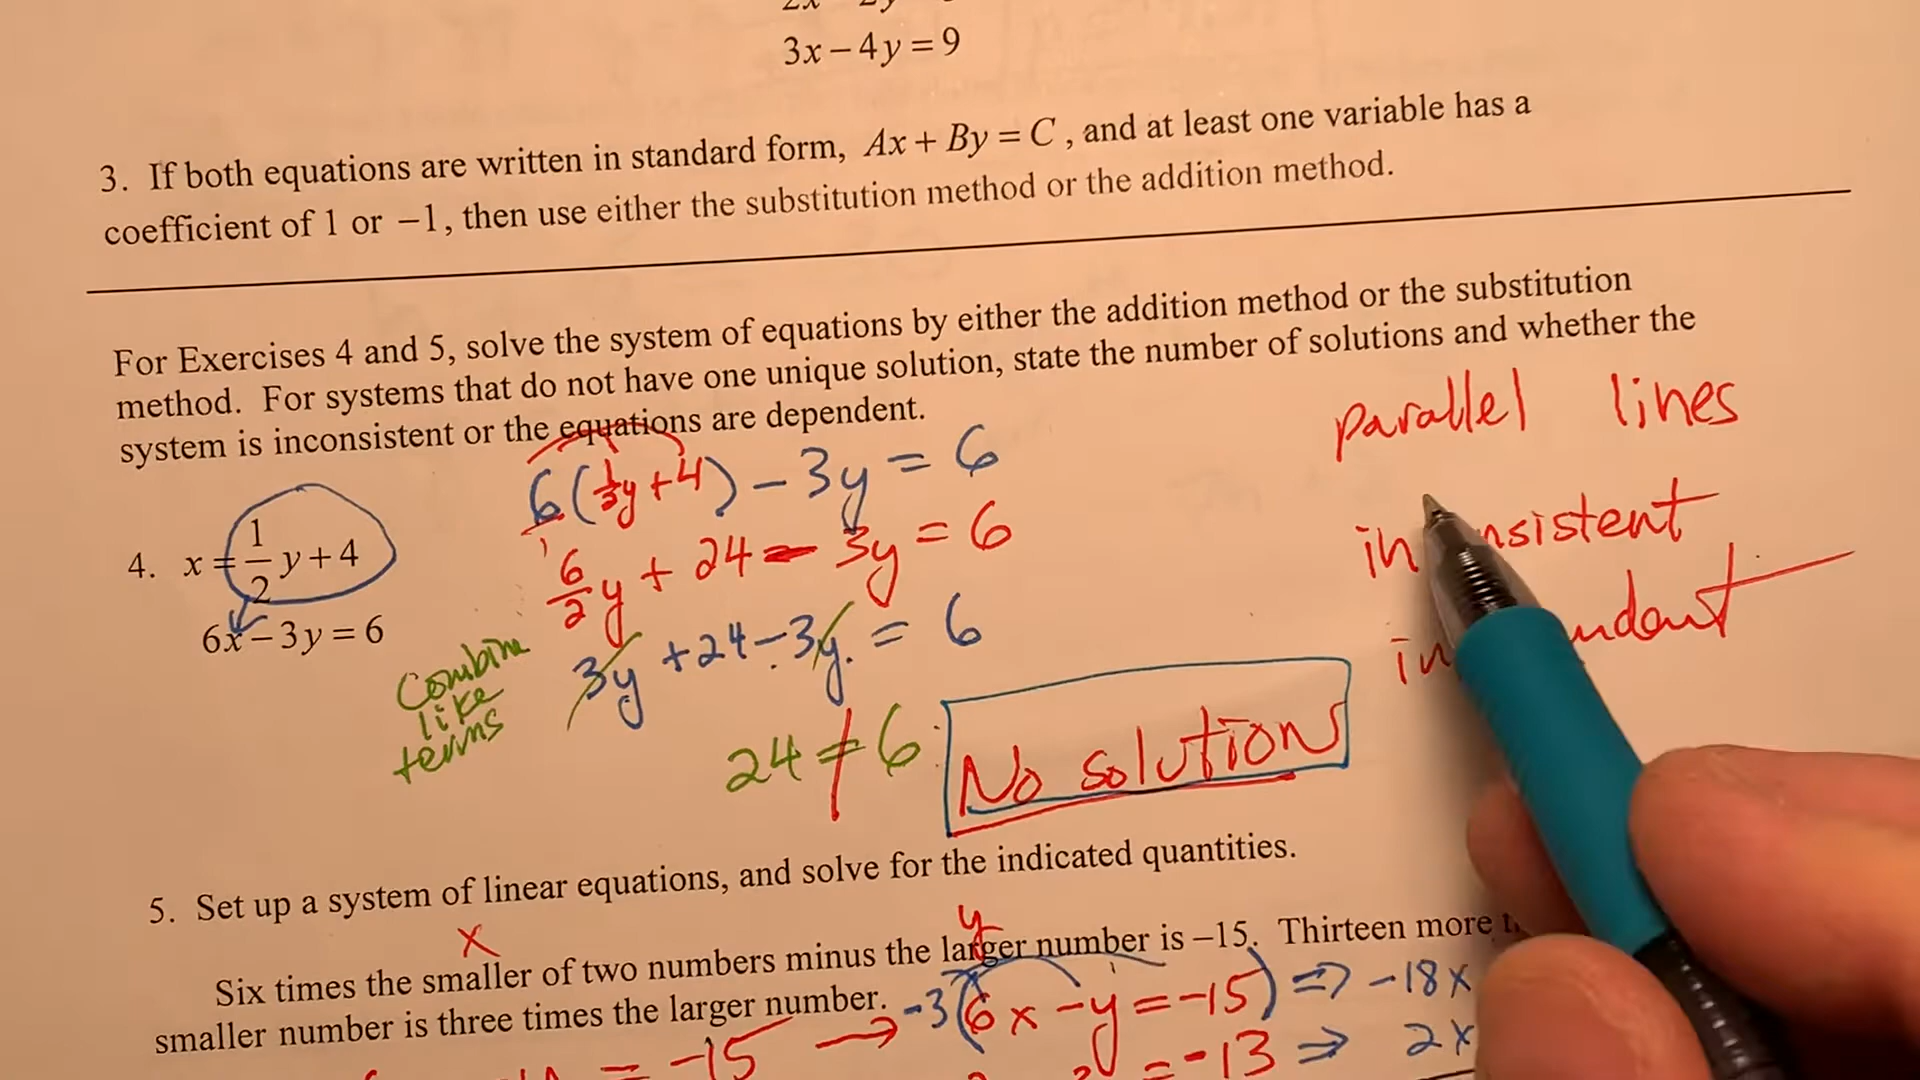 3x − 4y = 9
3. If both equations are written in standard form, Ax + By = C , and at least one variable has a
coefficient of 1 or −1, then use either the substitution method or the addition method.
For Exercises 4 and 5, solve the system of equations by either the addition method or the substitution
method. For systems that do not have one unique solution, state the number of solutions and whether the
system is inconsistent or the equations are dependent.
parallel lines
inconsistent
4. x = 1/2 y + 4
6x − 3y = 6
6(1/2y + 4) − 3y = 6
6/2 y + 24 − 3y = 6
3y + 24 − 3y = 6
Combine
like
terms
24 ≠ 6
No solution
5. Set up a system of linear equations, and solve for the indicated quantities.
x y
Six times the smaller of two numbers minus the larger number is −15. Thirteen more
smaller number is three times the larger number.
-3(6x − y = −15) ⇒ −18x
= −15 →
= −13 ⇒ 2x